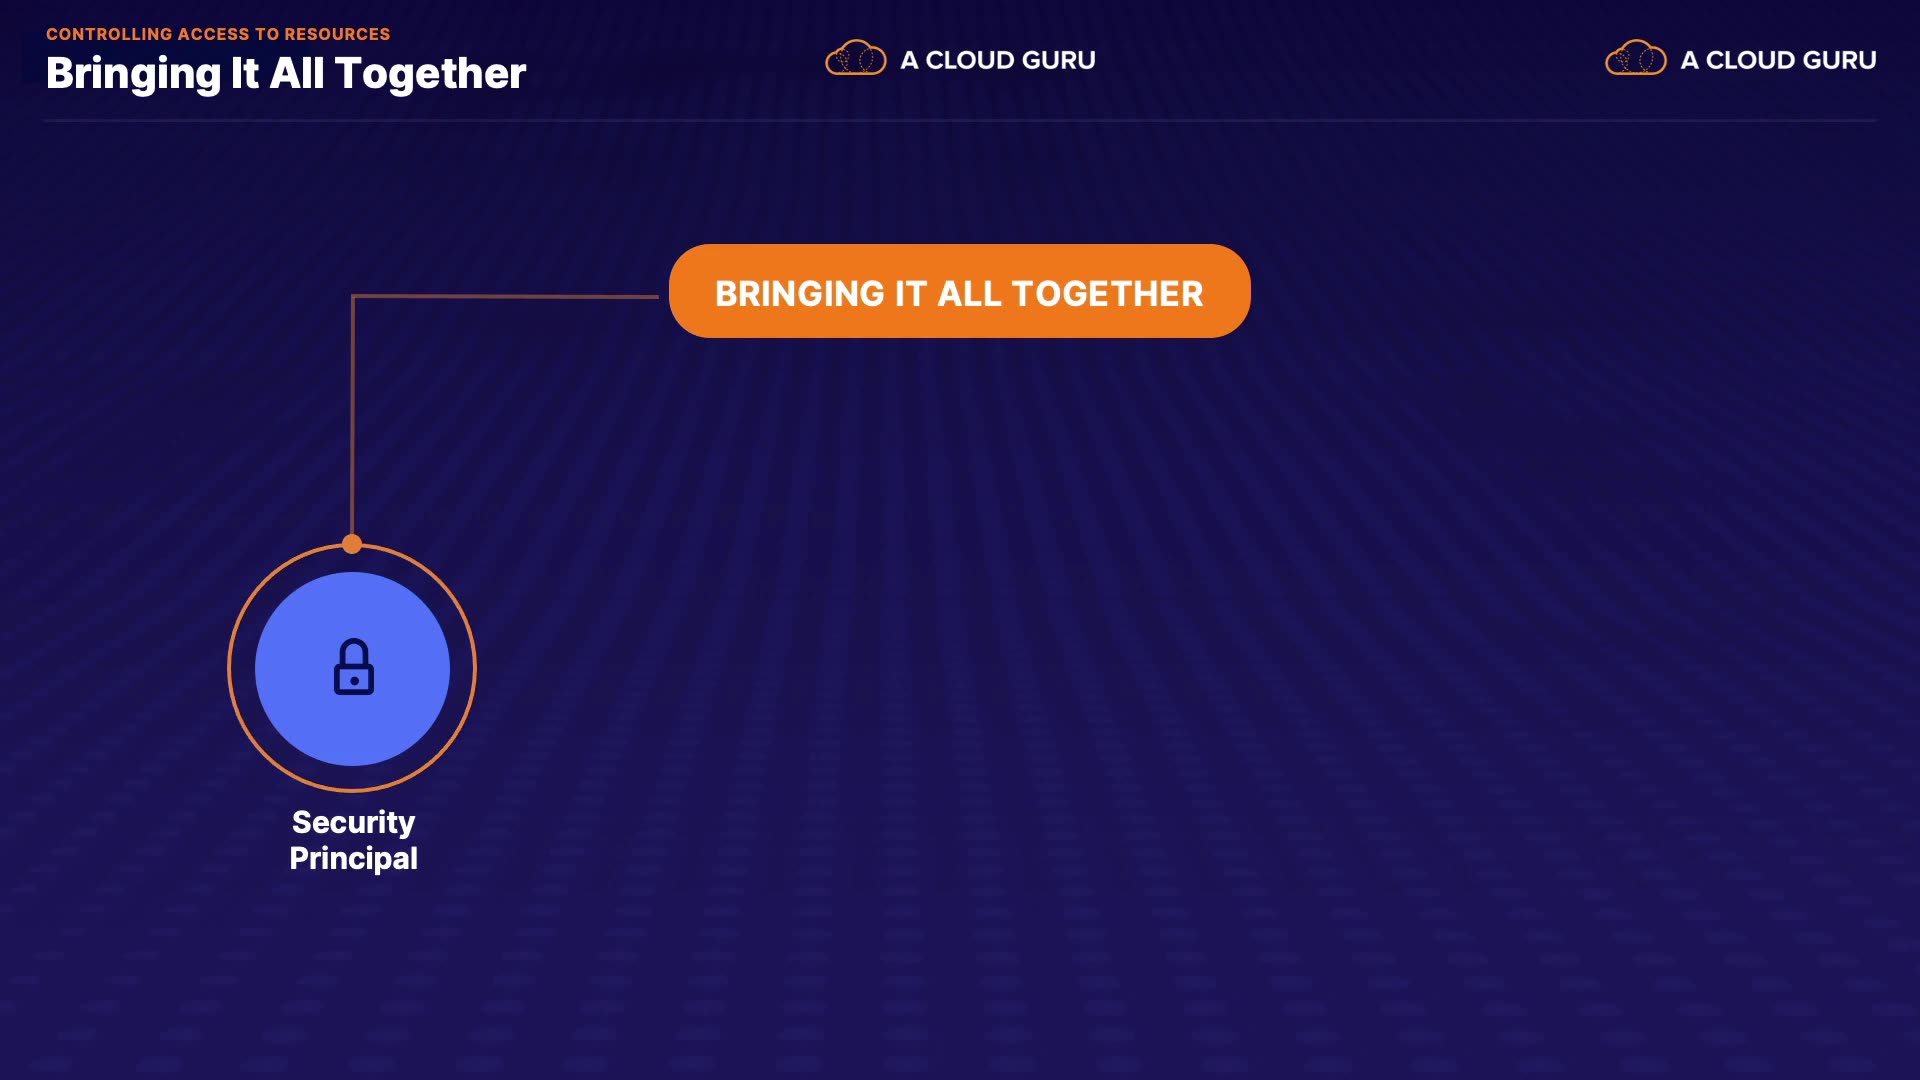 CONTROLLING ACCESS TO RESOURCES
Bringing It All Together
A CLOUD GURU
A CLOUD GURU
BRINGING IT ALL TOGETHER
Security
Principal